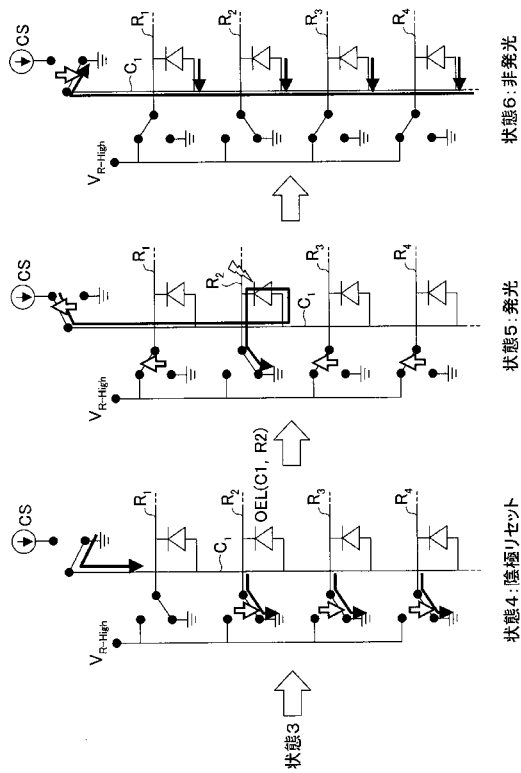 状態3
V_R-High
CS
R₁
C₁
R₂
OEL(C1, R2)
R₃
R₄
状態4:陰極リセット
V_R-High
CS
R₁
R₂
R₃
C₁
R₄
状態5:発光
V_R-High
CS
C₁
R₁
R₂
R₃
R₄
状態6:非発光